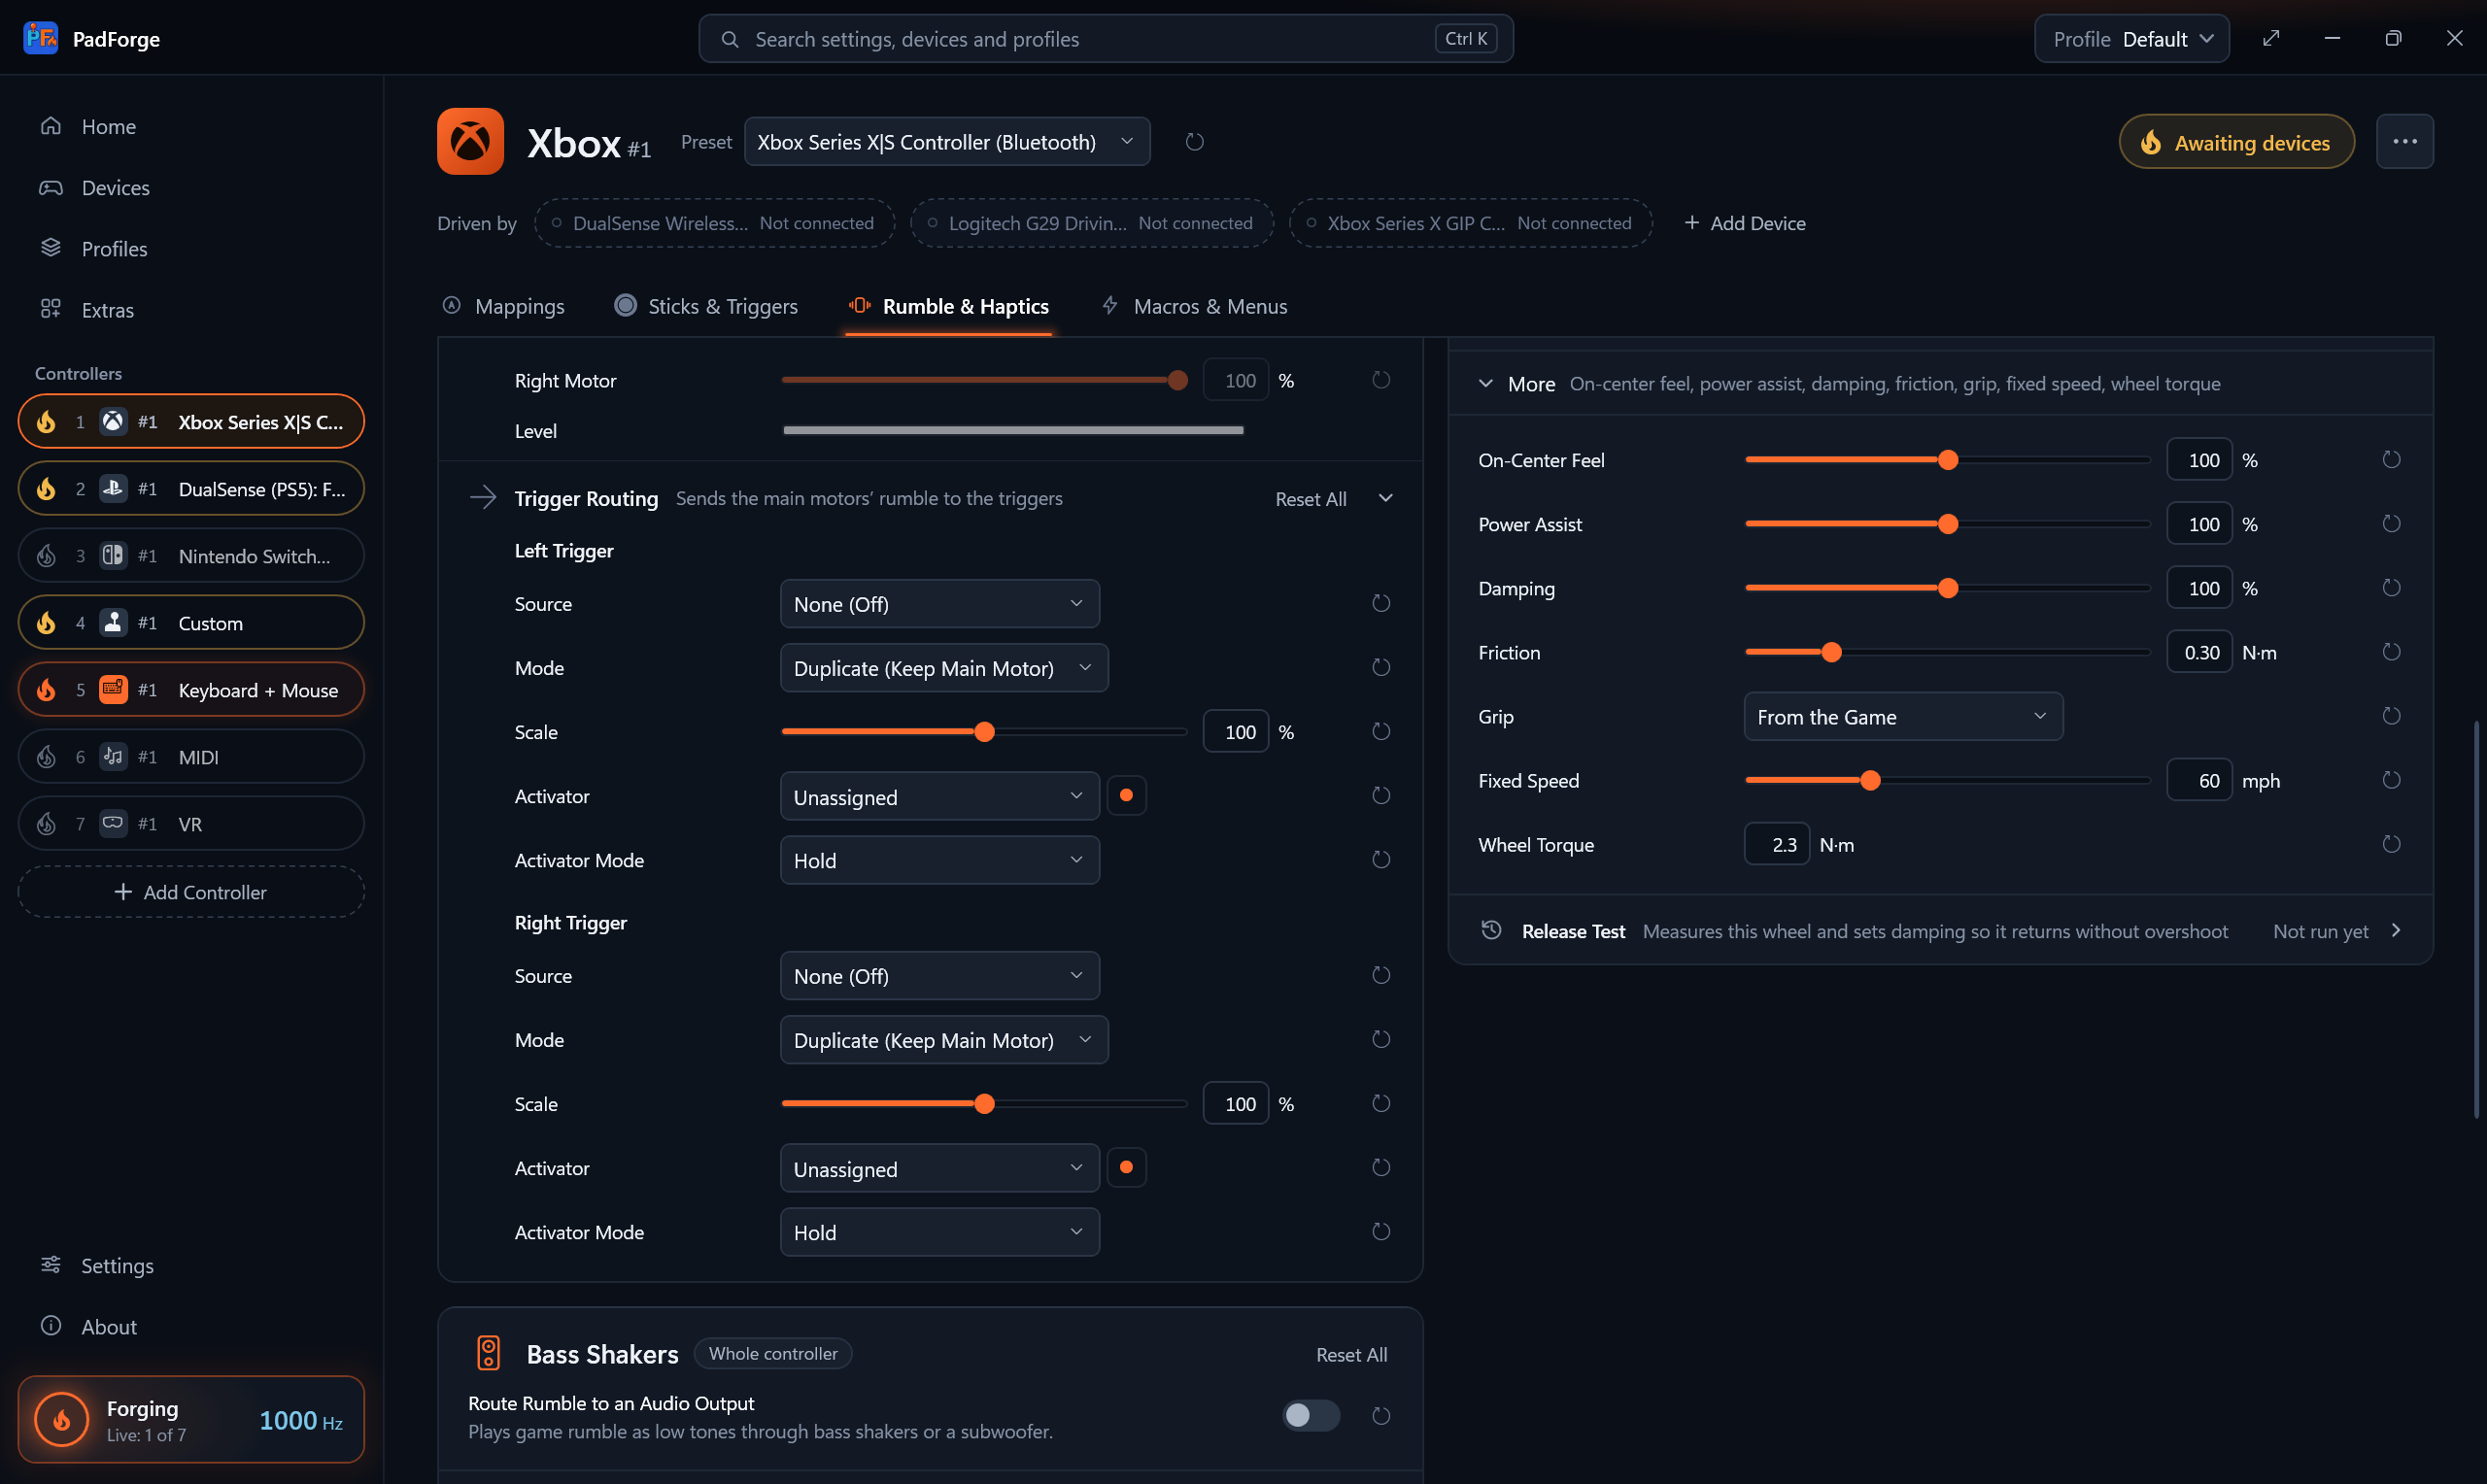 PadForge
Search settings, devices and profiles
Ctrl K
Profile Default
Home
Devices
Profiles
Extras
Controllers
1 #1 Xbox Series X|S C...
2 #1 DualSense (PS5): F...
3 #1 Nintendo Switch...
4 #1 Custom
5 #1 Keyboard + Mouse
6 #1 MIDI
7 #1 VR
Add Controller
Settings
About
Forging
Live: 1 of 7
1000 Hz
Xbox #1
Preset
Xbox Series X|S Controller (Bluetooth)
Awaiting devices
Driven by
DualSense Wireless... Not connected
Logitech G29 Drivin... Not connected
Xbox Series X GIP C... Not connected
Add Device
Mappings
Sticks & Triggers
Rumble & Haptics
Macros & Menus
Right Motor 100 %
Level
Trigger Routing Sends the main motors' rumble to the triggers Reset All
Left Trigger
Source None (Off)
Mode Duplicate (Keep Main Motor)
Scale 100 %
Activator Unassigned
Activator Mode Hold
Right Trigger
Source None (Off)
Mode Duplicate (Keep Main Motor)
Scale 100 %
Activator Unassigned
Activator Mode Hold
Bass Shakers Whole controller Reset All
Route Rumble to an Audio Output
Plays game rumble as low tones through bass shakers or a subwoofer.
More On-center feel, power assist, damping, friction, grip, fixed speed, wheel torque
On-Center Feel 100 %
Power Assist 100 %
Damping 100 %
Friction 0.30 N·m
Grip From the Game
Fixed Speed 60 mph
Wheel Torque 2.3 N·m
Release Test Measures this wheel and sets damping so it returns without overshoot Not run yet